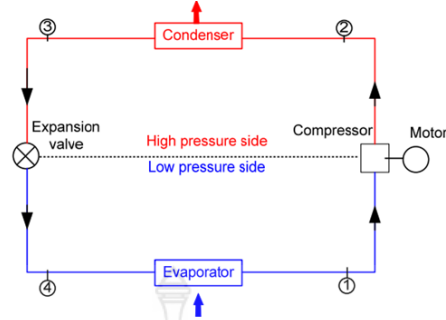 ③
②
Condenser
Expansion
valve
High pressure side
Low pressure side
Compressor
Motor
④
Evaporator
①